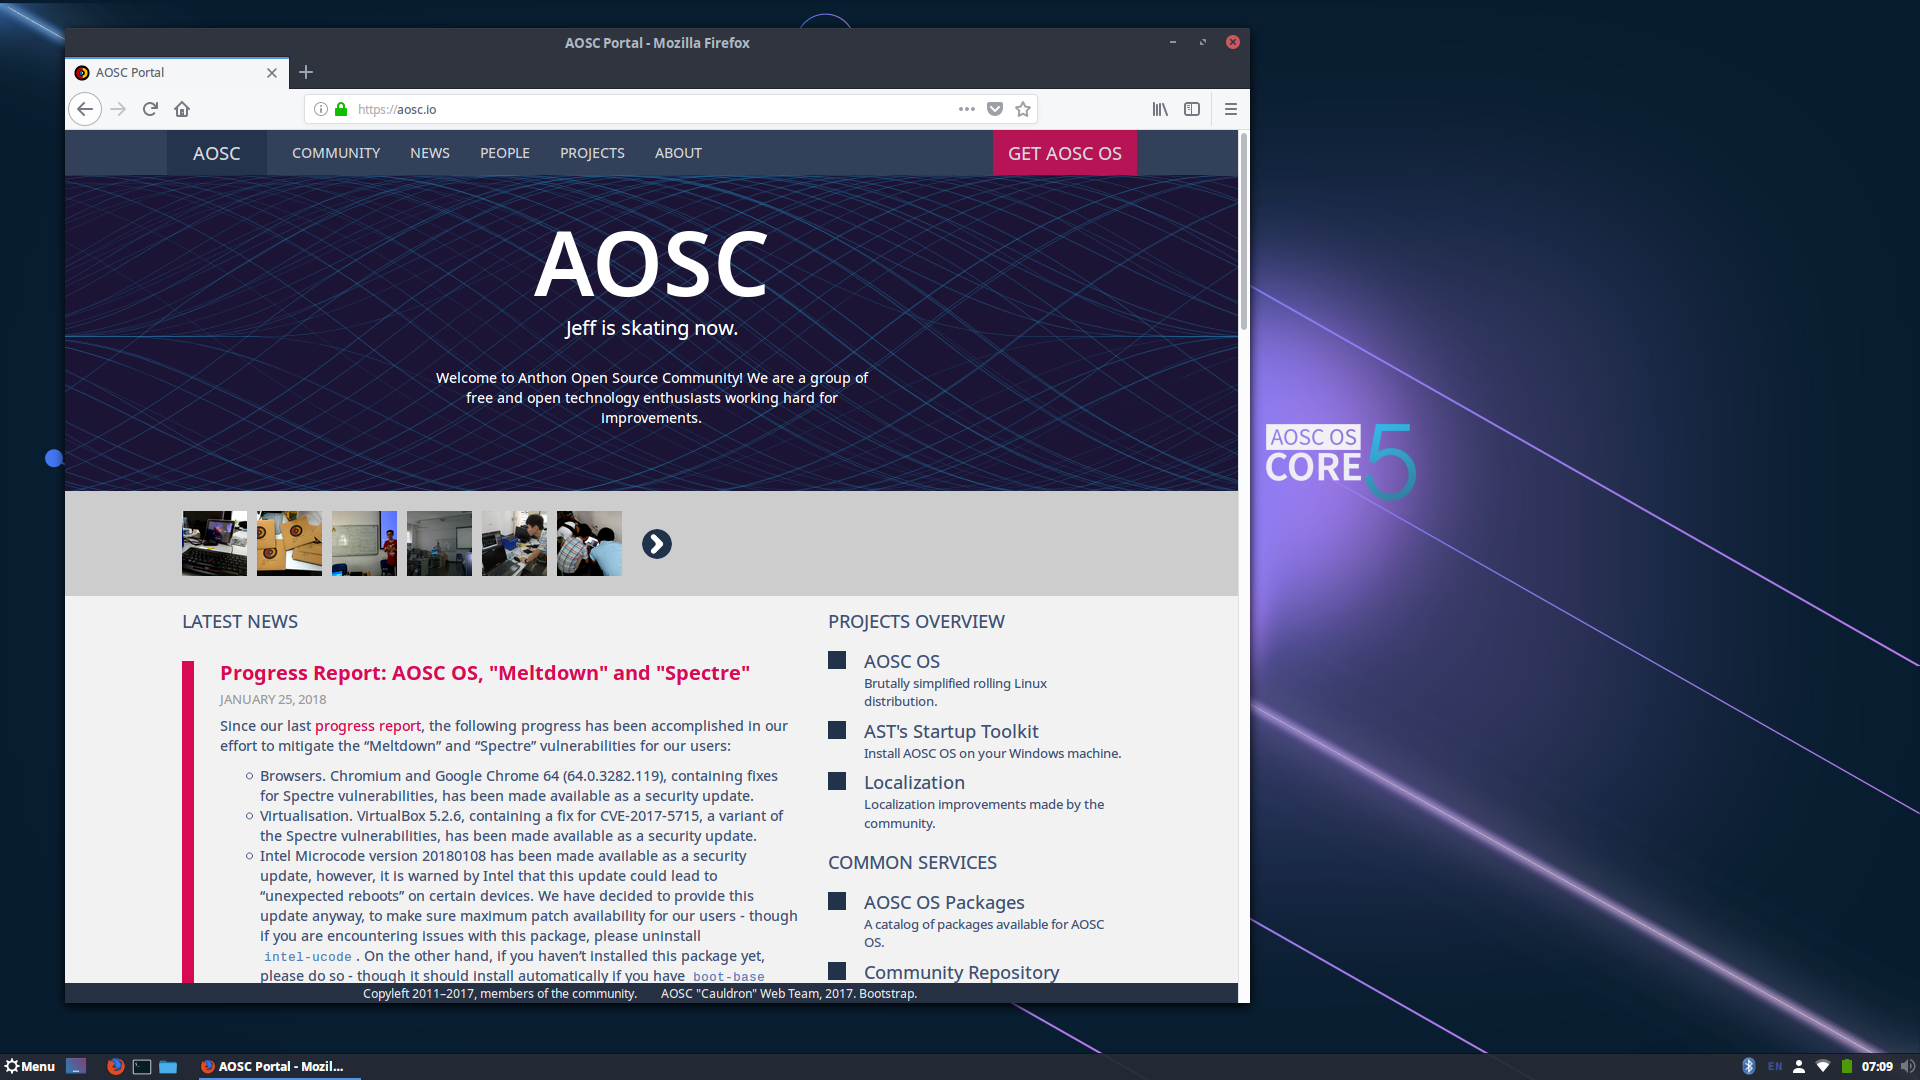 AOSC Portal - Mozilla Firefox
AOSC Portal
https://aosc.io
AOSC
COMMUNITY
NEWS
PEOPLE
PROJECTS
ABOUT
GET AOSC OS
AOSC
Jeff is skating now.
Welcome to Anthon Open Source Community! We are a group of
free and open technology enthusiasts working hard for
improvements.
AOSC OS
CORE 5
LATEST NEWS
Progress Report: AOSC OS, "Meltdown" and "Spectre"
JANUARY 25, 2018
Since our last progress report, the following progress has been accomplished in our
effort to mitigate the “Meltdown” and “Spectre” vulnerabilities for our users:
Browsers. Chromium and Google Chrome 64 (64.0.3282.119), containing fixes
for Spectre vulnerabilities, has been made available as a security update.
Virtualisation. VirtualBox 5.2.6, containing a fix for CVE-2017-5715, a variant of
the Spectre vulnerabilities, has been made available as a security update.
Intel Microcode version 20180108 has been made available as a security
update, however, it is warned by Intel that this update could lead to
“unexpected reboots” on certain devices. We have decided to provide this
update anyway, to make sure maximum patch availability for our users - though
if you are encountering issues with this package, please uninstall
intel-ucode . On the other hand, if you haven’t installed this package yet,
please do so - though it should install automatically if you have boot-base
PROJECTS OVERVIEW
AOSC OS
Brutally simplified rolling Linux
distribution.
AST's Startup Toolkit
Install AOSC OS on your Windows machine.
Localization
Localization improvements made by the
community.
COMMON SERVICES
AOSC OS Packages
A catalog of packages available for AOSC
OS.
Community Repository
Copyleft 2011–2017, members of the community. AOSC "Cauldron" Web Team, 2017. Bootstrap.
Menu
AOSC Portal - Mozil...
EN
07:09